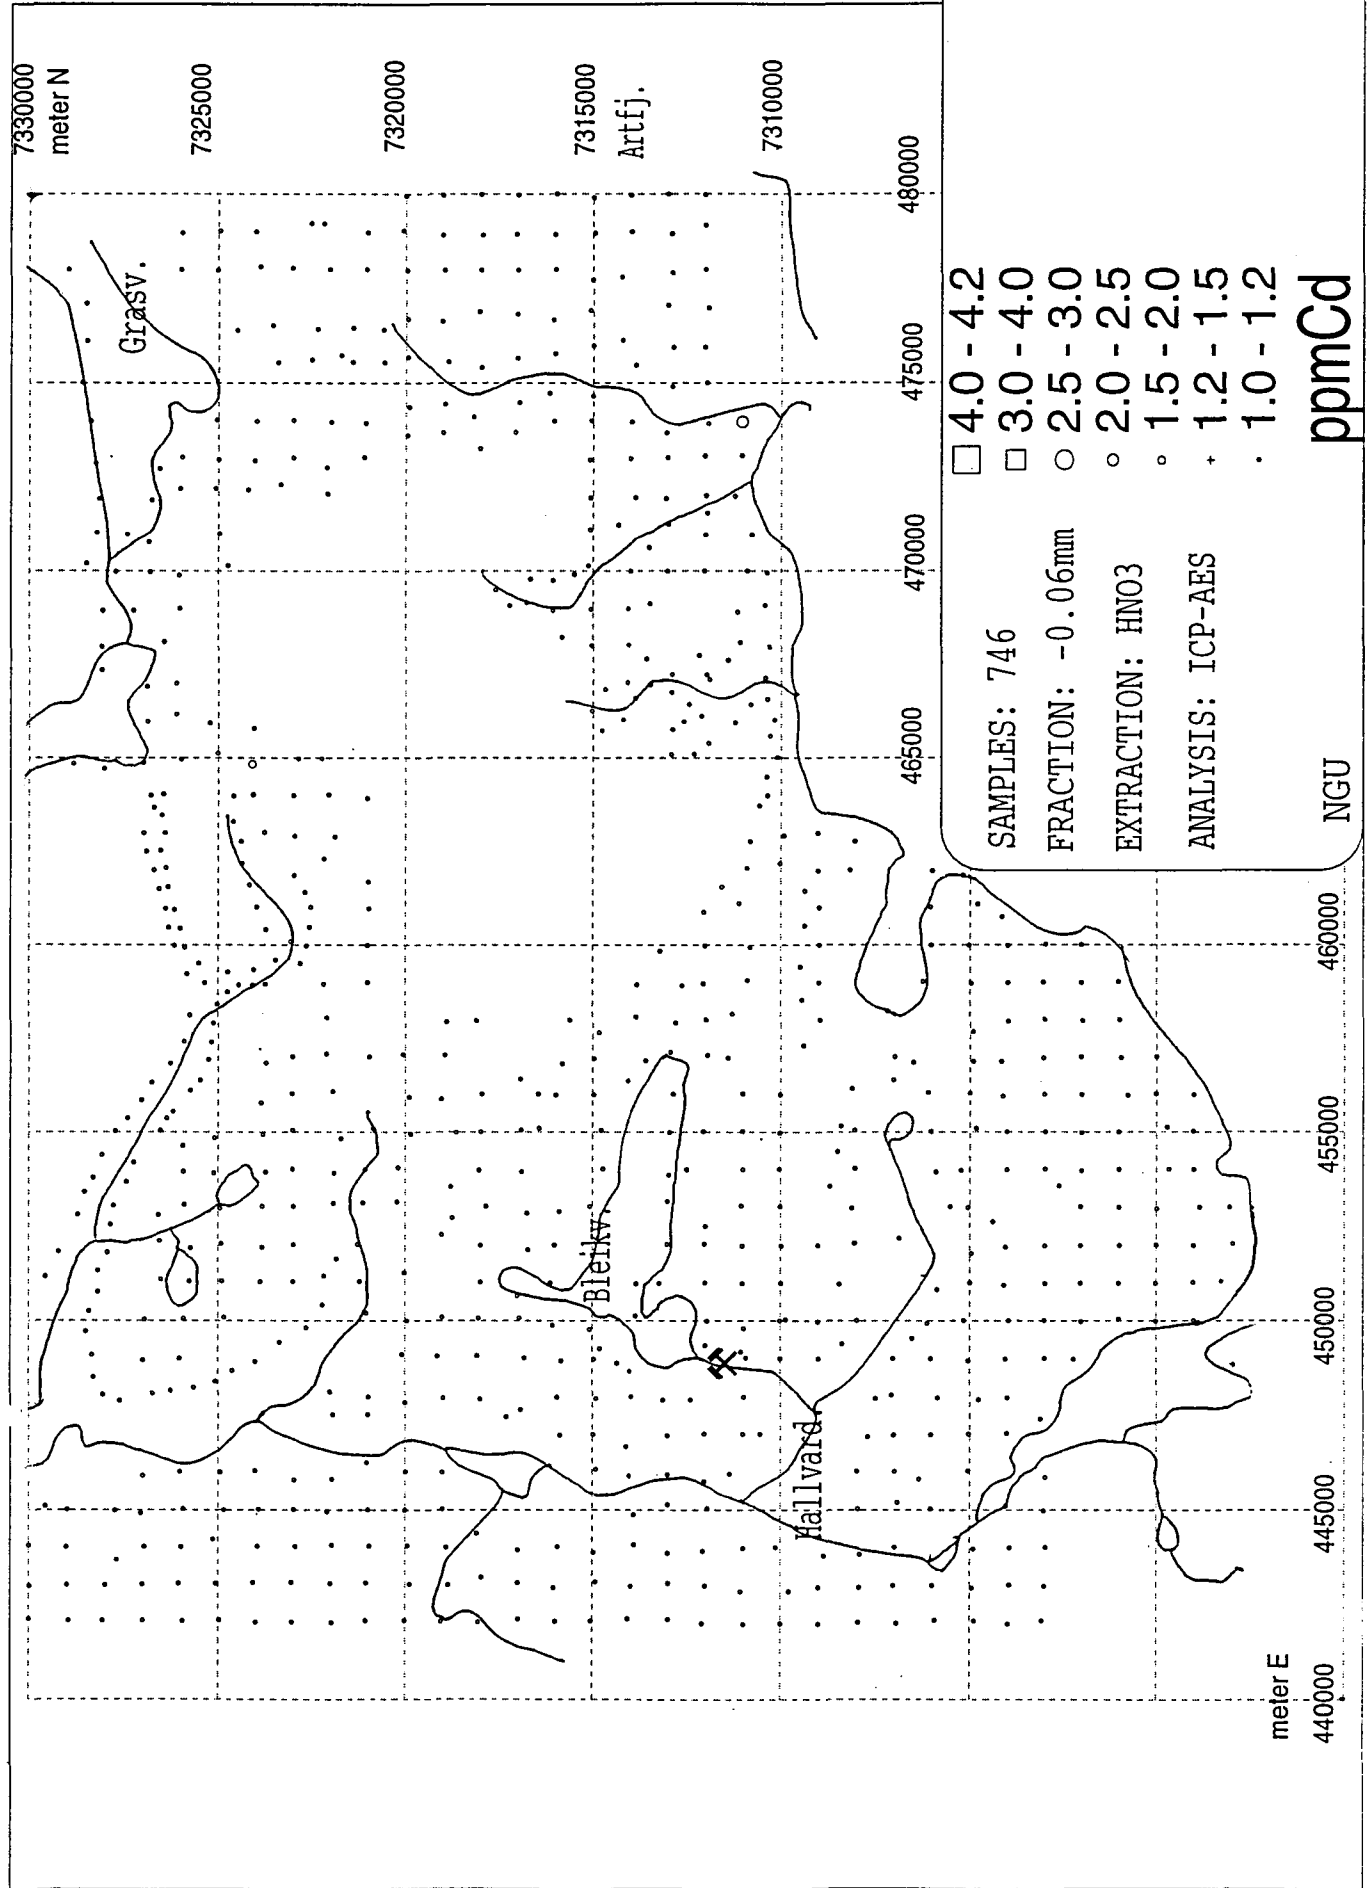 7330000
meter N
7325000
7320000
7315000
Artfj.
7310000
480000
475000
470000
465000
460000
455000
450000
445000
440000
meter E
Grasv.
Bleikv.
Hallvard.
4.0 - 4.2
3.0 - 4.0
2.5 - 3.0
2.0 - 2.5
1.5 - 2.0
1.2 - 1.5
1.0 - 1.2
ppmCd
SAMPLES: 746
FRACTION: -0.06mm
EXTRACTION: HNO3
ANALYSIS: ICP-AES
NGU